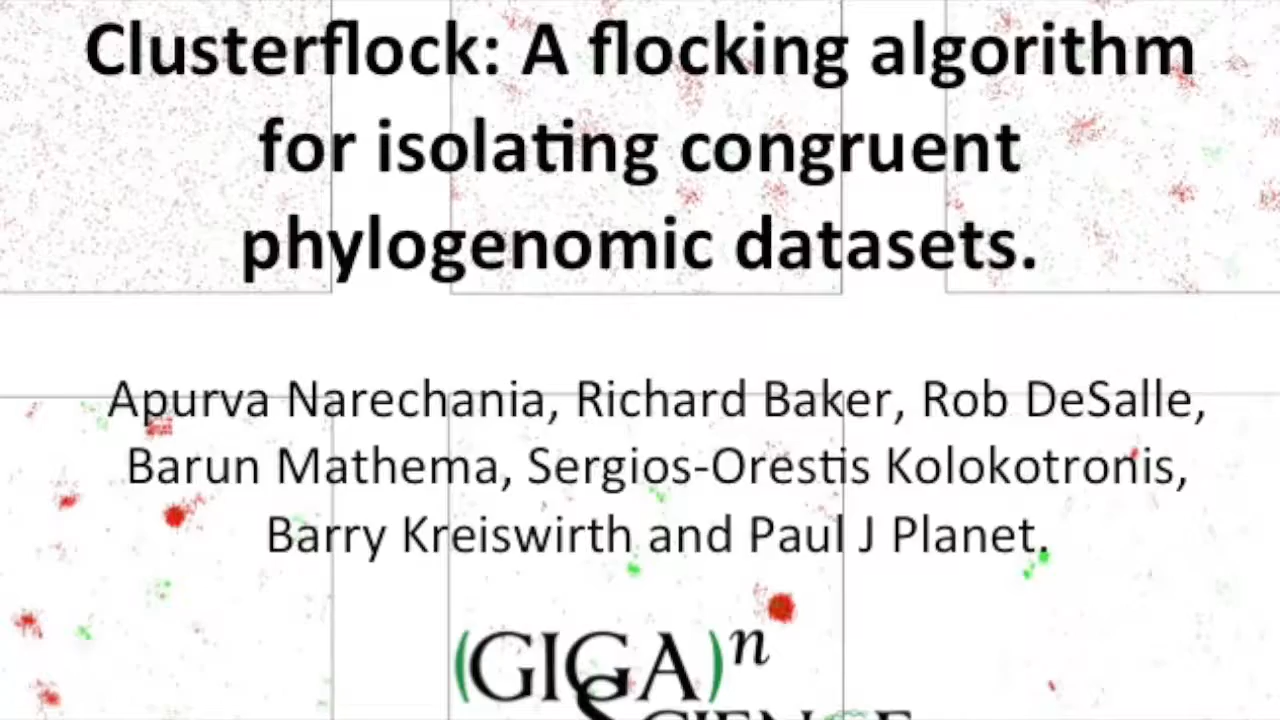 Clusterflock: A flocking algorithm
for isolating congruent
phylogenomic datasets.
Apurva Narechania, Richard Baker, Rob DeSalle,
Barun Mathema, Sergios-Orestis Kolokotronis,
Barry Kreiswirth and Paul J Planet.
(GIGA)n
SCIENCE